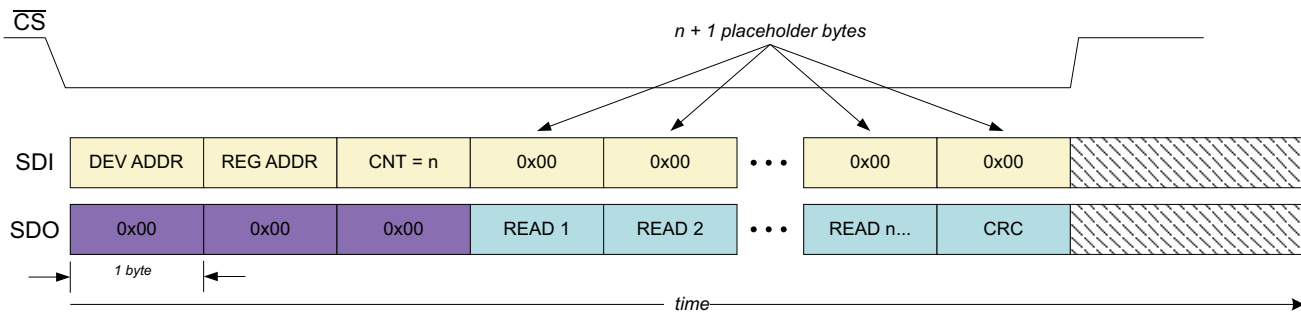 CS
n + 1 placeholder bytes
SDI DEV ADDR REG ADDR CNT = n 0x00 0x00 • • • 0x00 0x00
SDO 0x00 0x00 0x00 READ 1 READ 2 • • • READ n... CRC
1 byte
time